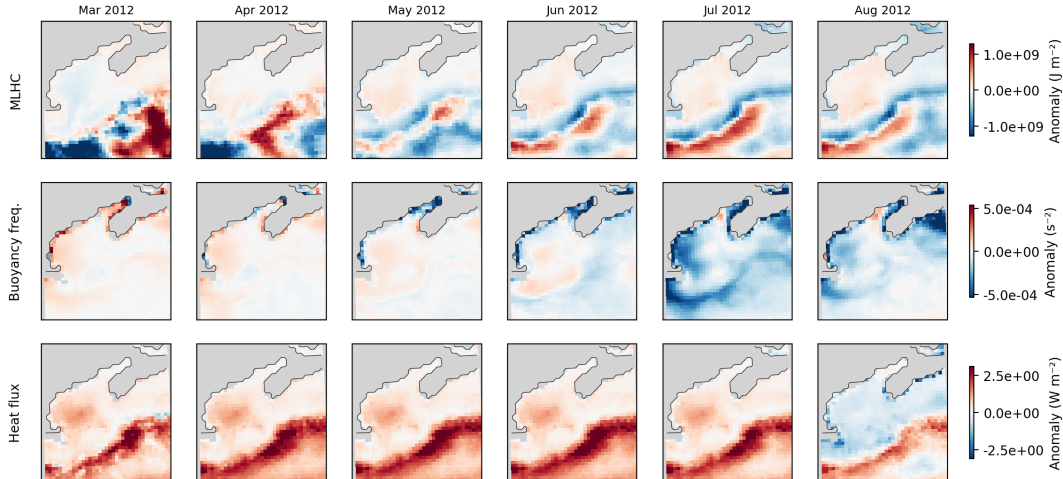 Mar 2012 Apr 2012 May 2012 Jun 2012 Jul 2012 Aug 2012
MLHC
1.0e+09
0.0e+00
-1.0e+09
Anomaly (J m⁻²)
Buoyancy freq.
5.0e-04
0.0e+00
-5.0e-04
Anomaly (s⁻²)
Heat flux
2.5e+00
0.0e+00
-2.5e+00
Anomaly (W m⁻²)